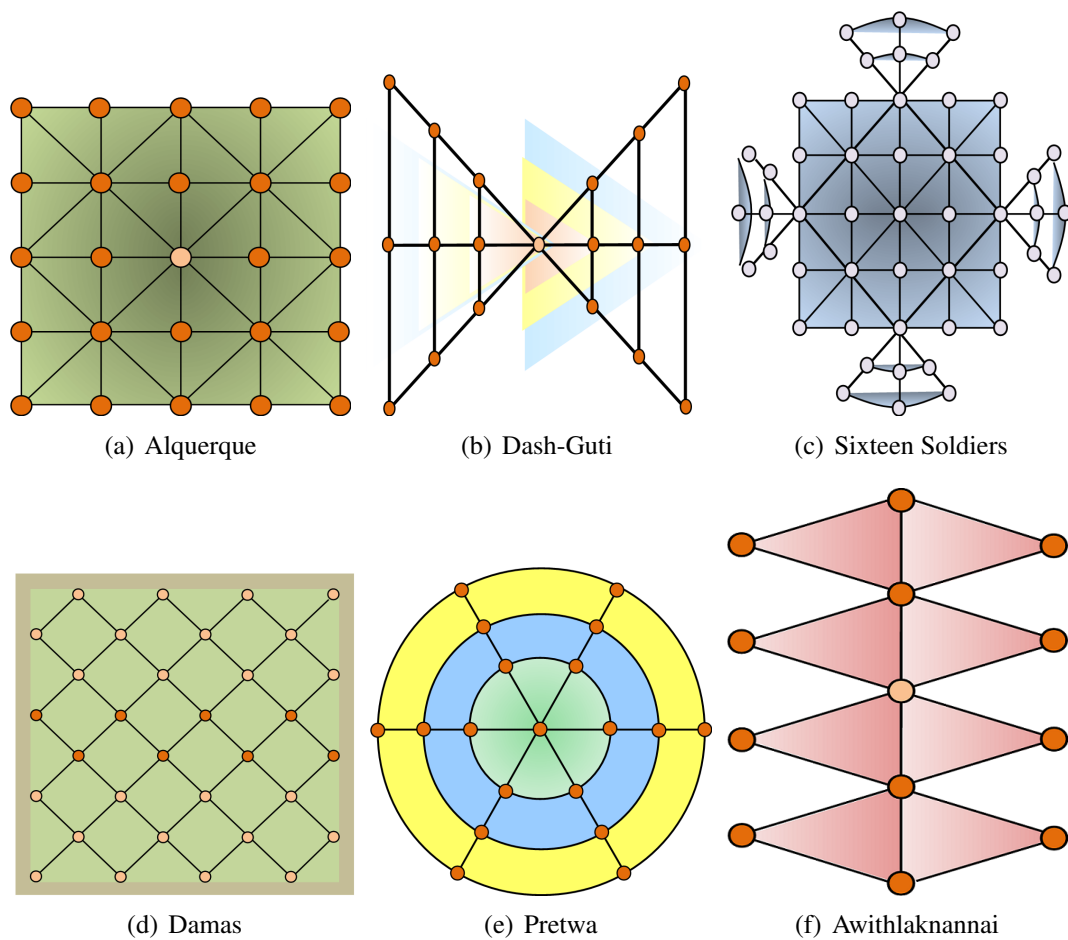 (a) Alquerque
(b) Dash-Guti
(c) Sixteen Soldiers
(d) Damas
(e) Pretwa
(f) Awithlaknannai